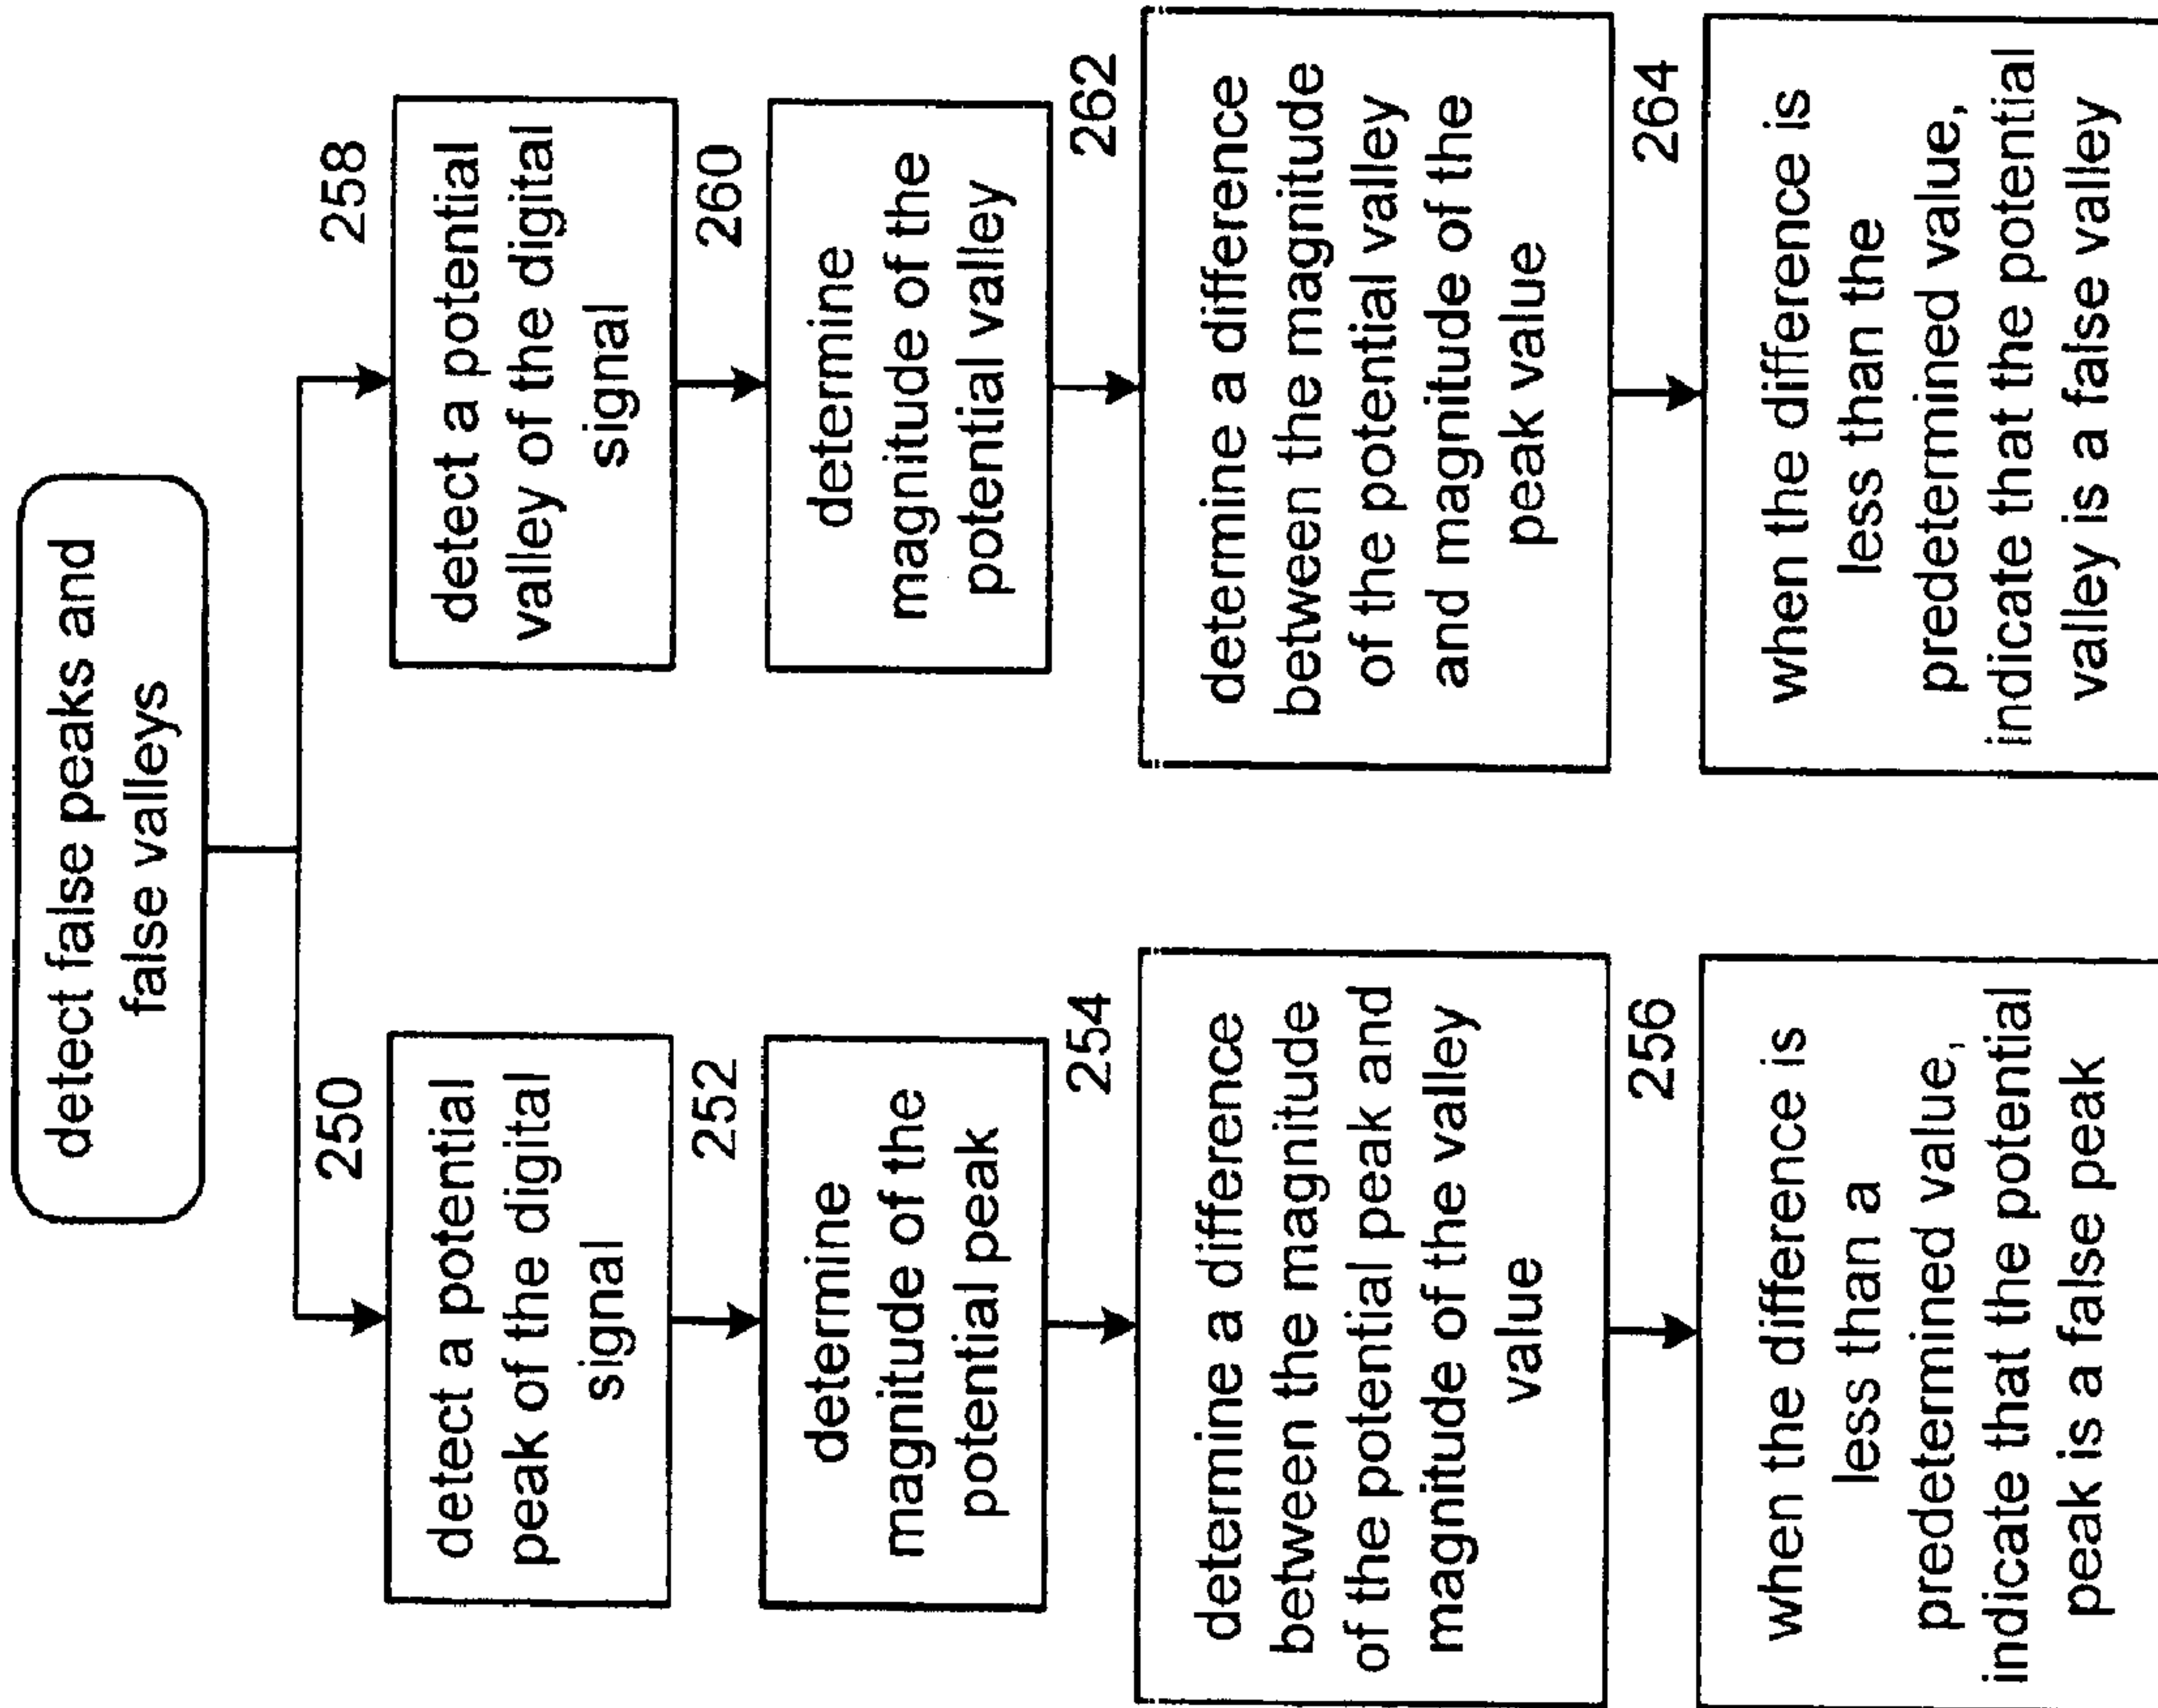 detect false peaks and
false valleys
250
detect a potential
peak of the digital
signal
252
determine
magnitude of the
potential peak
254
determine a difference
between the magnitude
of the potential peak and
magnitude of the valley
value
256
when the difference is
less than a
predetermined value,
indicate that the potential
peak is a false peak
258
detect a potential
valley of the digital
signal
260
determine
magnitude of the
potential valley
262
determine a difference
between the magnitude
of the potential valley
and magnitude of the
peak value
264
when the difference is
less than the
predetermined value,
indicate that the potential
valley is a false valley